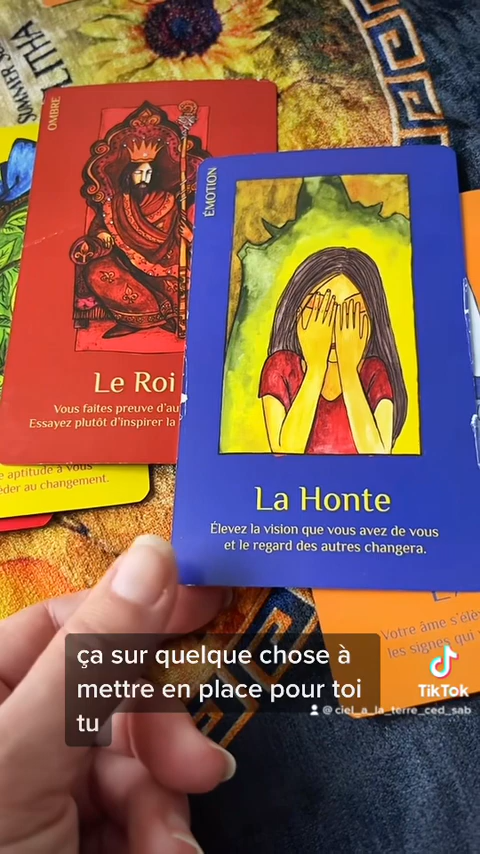 SUMMER
LITHA
OMBRE
Le Roi
Vous faites preuve d'au
Essayez plutôt d'inspirer la
ÉMOTION
La Honte
Élevez la vision que vous avez de vous
et le regard des autres changera.
e aptitude à vous
éder au changement.
Votre âme s'élè
les signes qui
ça sur quelque chose à
mettre en place pour toi
tu
TikTok
@ciel_a_la_terre_ced_sab